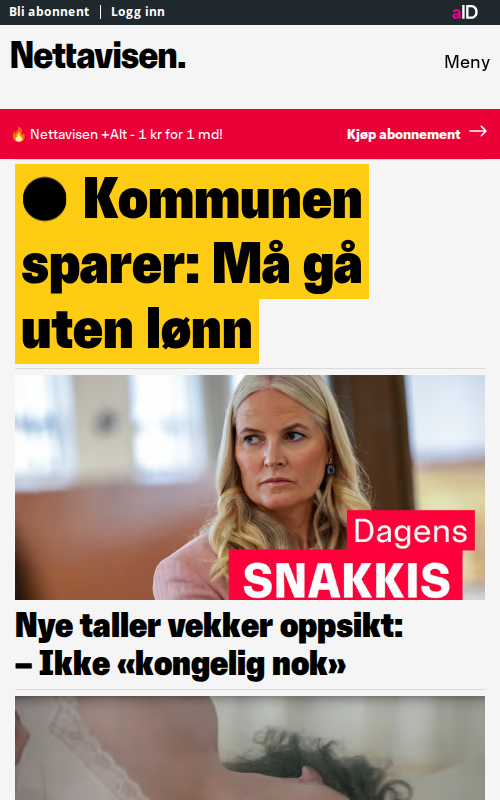 Bli abonnent | Logg inn
aID
Nettavisen.
Meny
🔥 Nettavisen +Alt - 1 kr for 1 md!
Kjøp abonnement →
● Kommunen
sparer: Må gå
uten lønn
Dagens
SNAKKIS
Nye taller vekker oppsikt:
– Ikke «kongelig nok»